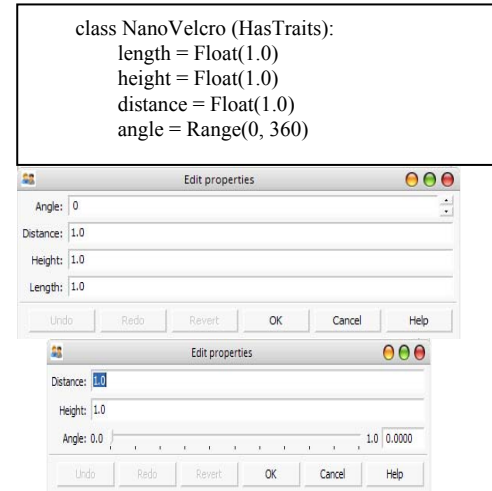 class NanoVelcro (HasTraits):
length = Float(1.0)
height = Float(1.0)
distance = Float(1.0)
angle = Range(0, 360)
Edit properties
Angle: 0
Distance: 1.0
Height: 1.0
Length: 1.0
Undo Redo Revert OK Cancel Help
Edit properties
Distance: 1.0
Height: 1.0
Angle: 0.0 1.0 0.0000
Undo Redo Revert OK Cancel Help